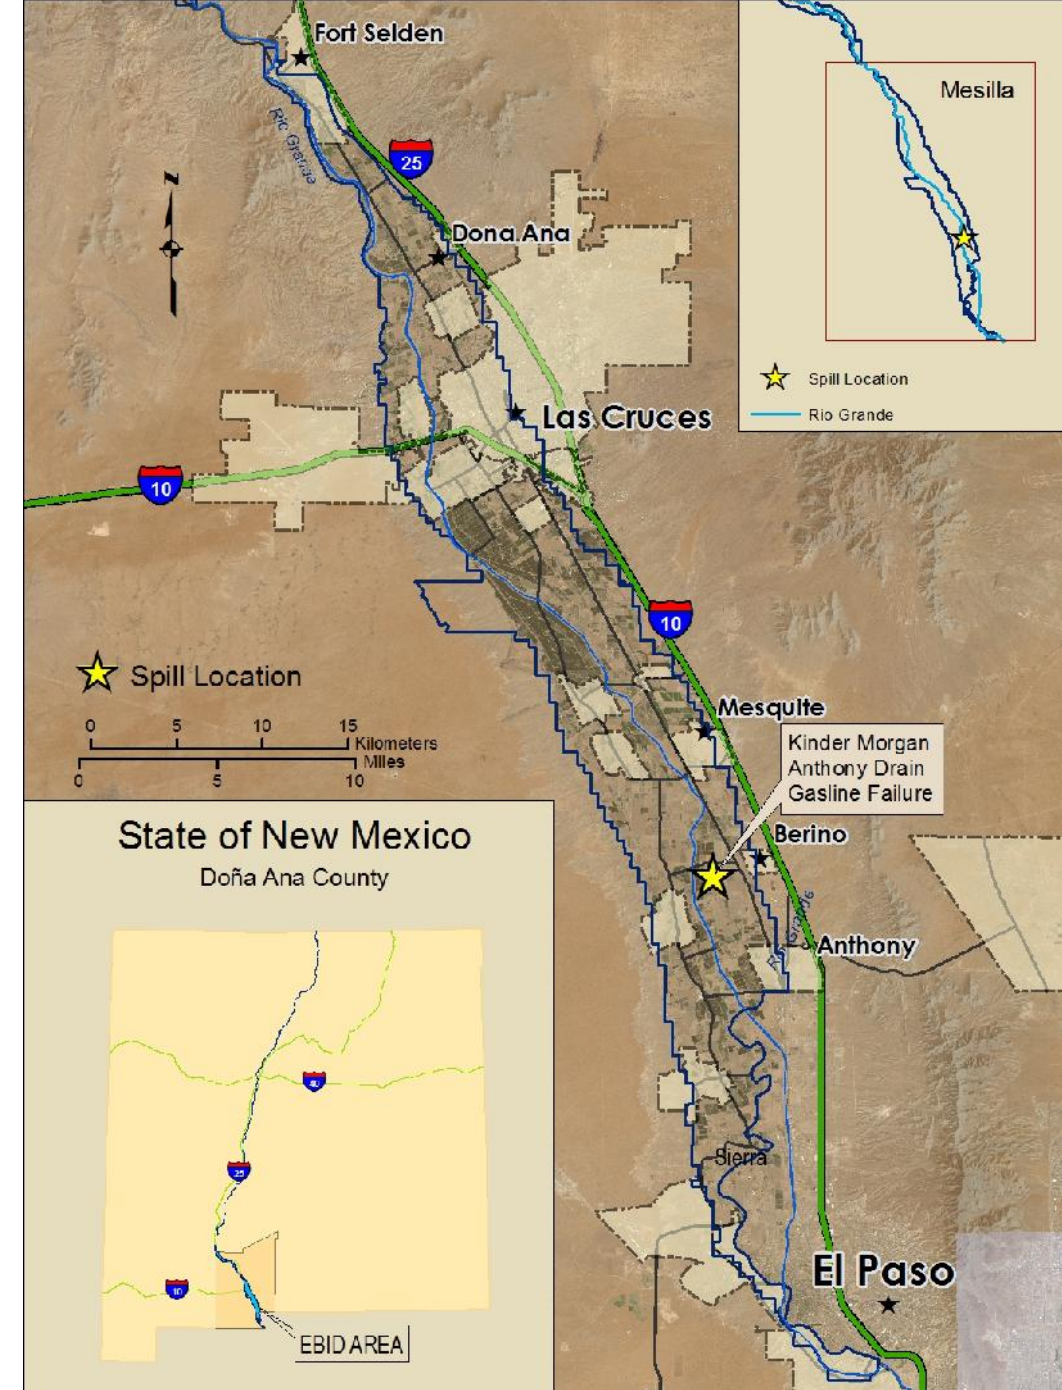 Fort Selden
Rio Grande
25
Mesilla
Spill Location
Rio Grande
N
Dona Ana
Las Cruces
10
10
Spill Location
0 5 10 15
Kilometers
Miles
0 5 10
Mesquite
Kinder Morgan
Anthony Drain
Gasline Failure
Berino
Rio Grande
Anthony
State of New Mexico
Doña Ana County
40
25
10
EBID AREA
Sierra
El Paso